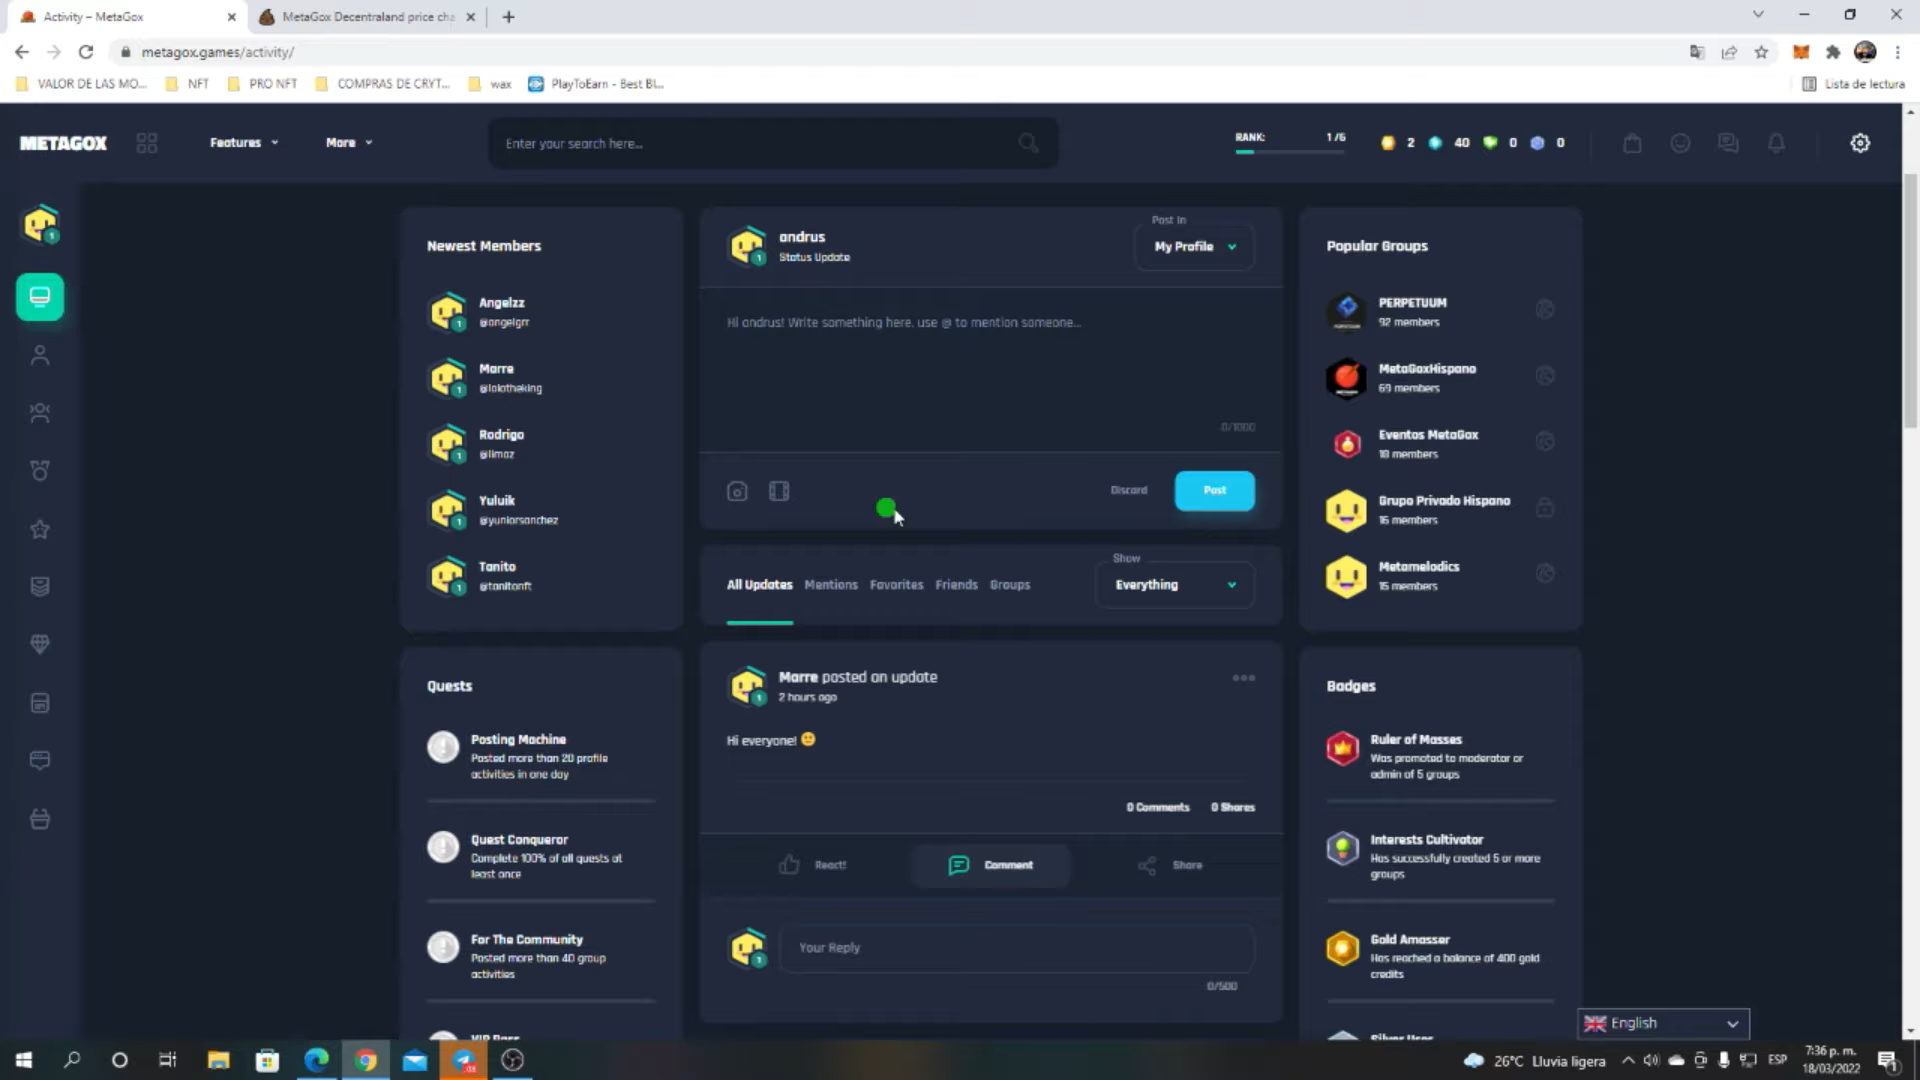 Activity – MetaGox
MetaGox Decentraland price cha
metagox.games/activity/
VALOR DE LAS MO...
NFT
PRO NFT
COMPRAS DE CRYT...
wax
PlayToEarn - Best Bl...
Lista de lectura
METAGOX
Features
More
Enter your search here...
RANK: 1 /6
2
40
0
0
Newest Members
Angelzz
@angelgrr
Marre
@lolotheking
Rodrigo
@limaz
Yuluik
@yuniorsanchez
Tanito
@tanitonft
andrus
Status Update
Post In
My Profile
Hi andrus! Write something here, use @ to mention someone...
0/1000
Discard
Post
Popular Groups
PERPETUUM
92 members
MetaGoxHispano
69 members
Eventos MetaGox
18 members
Grupo Privado Hispano
16 members
Metamelodics
15 members
All Updates
Mentions
Favorites
Friends
Groups
Show
Everything
Quests
Posting Machine
Posted more than 20 profile
activities in one day
Quest Conqueror
Complete 100% of all quests at
least once
For The Community
Posted more than 40 group
activities
Marre posted an update
2 hours ago
Hi everyone!
0 Comments
0 Shares
React!
Comment
Share
Your Reply
0/500
Badges
Ruler of Masses
Was promoted to moderator or
admin of 5 groups
Interests Cultivator
Has successfully created 5 or more
groups
Gold Amasser
Has reached a balance of 400 gold
credits
English
26°C Lluvia ligera
ESP
7:36 p. m.
18/03/2022